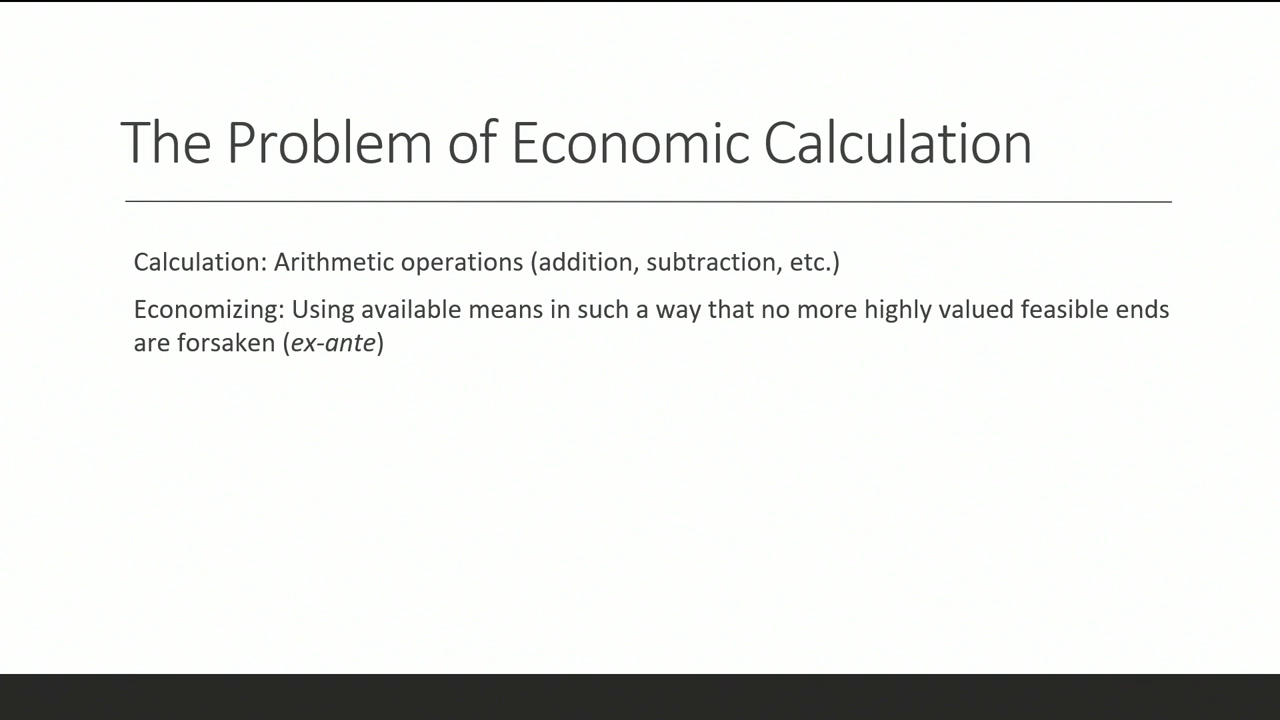 The Problem of Economic Calculation
Calculation: Arithmetic operations (addition, subtraction, etc.)
Economizing: Using available means in such a way that no more highly valued feasible ends
are forsaken (ex-ante)